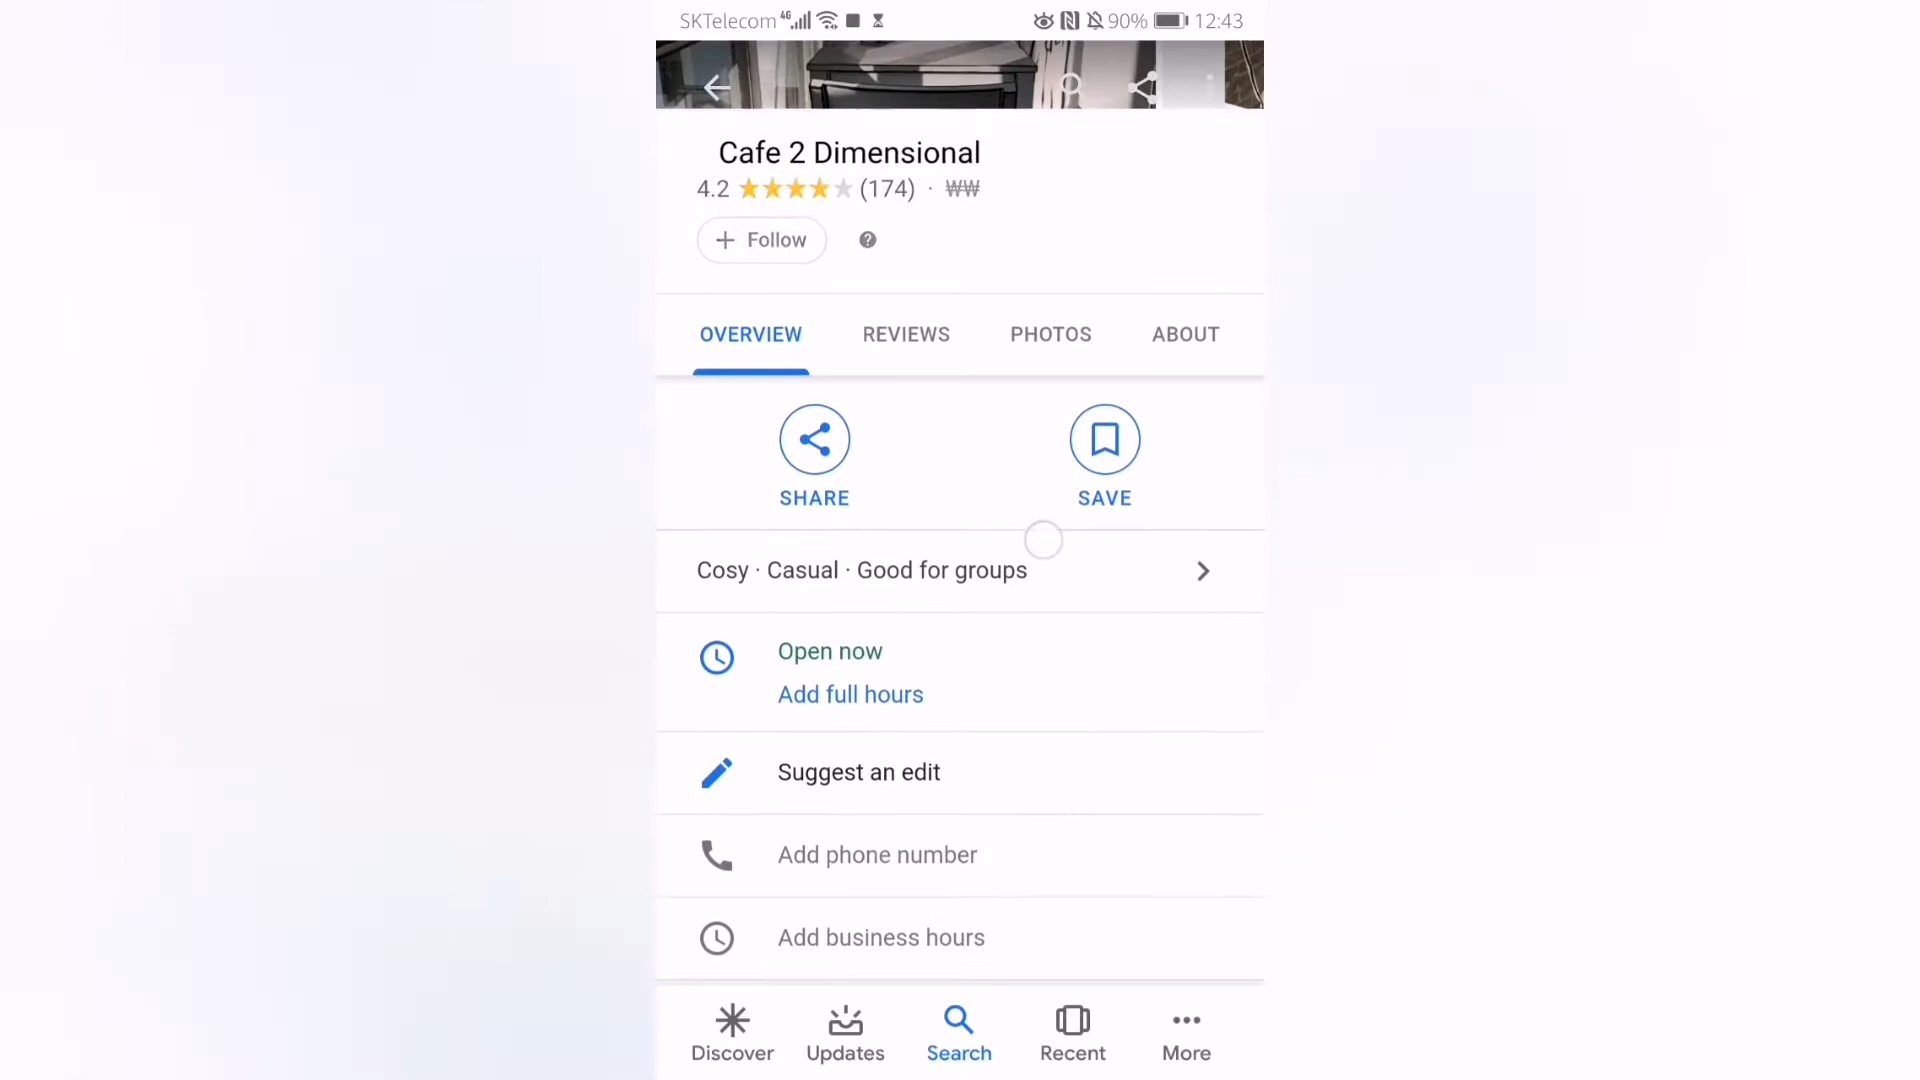 SKTelecom 4G 90% 12:43
Cafe 2 Dimensional
4.2 (174) · ₩₩
Follow
OVERVIEW REVIEWS PHOTOS ABOUT
SHARE SAVE
Cosy · Casual · Good for groups
Open now
Add full hours
Suggest an edit
Add phone number
Add business hours
Discover Updates Search Recent More